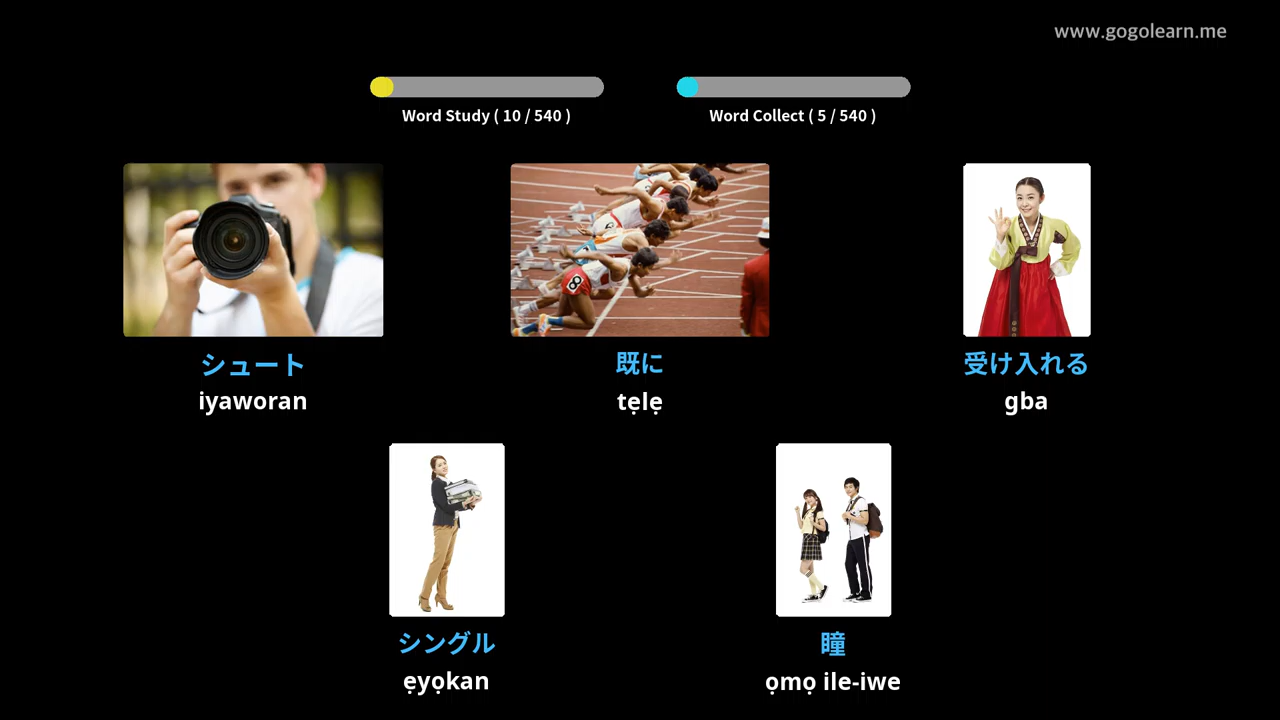 www.gogolearn.me
Word Study ( 10 / 540 )
Word Collect ( 5 / 540 )
シュート
iyaworan
既に
tẹlẹ
受け入れる
gba
シングル
ẹyọkan
瞳
ọmọ ile-iwe